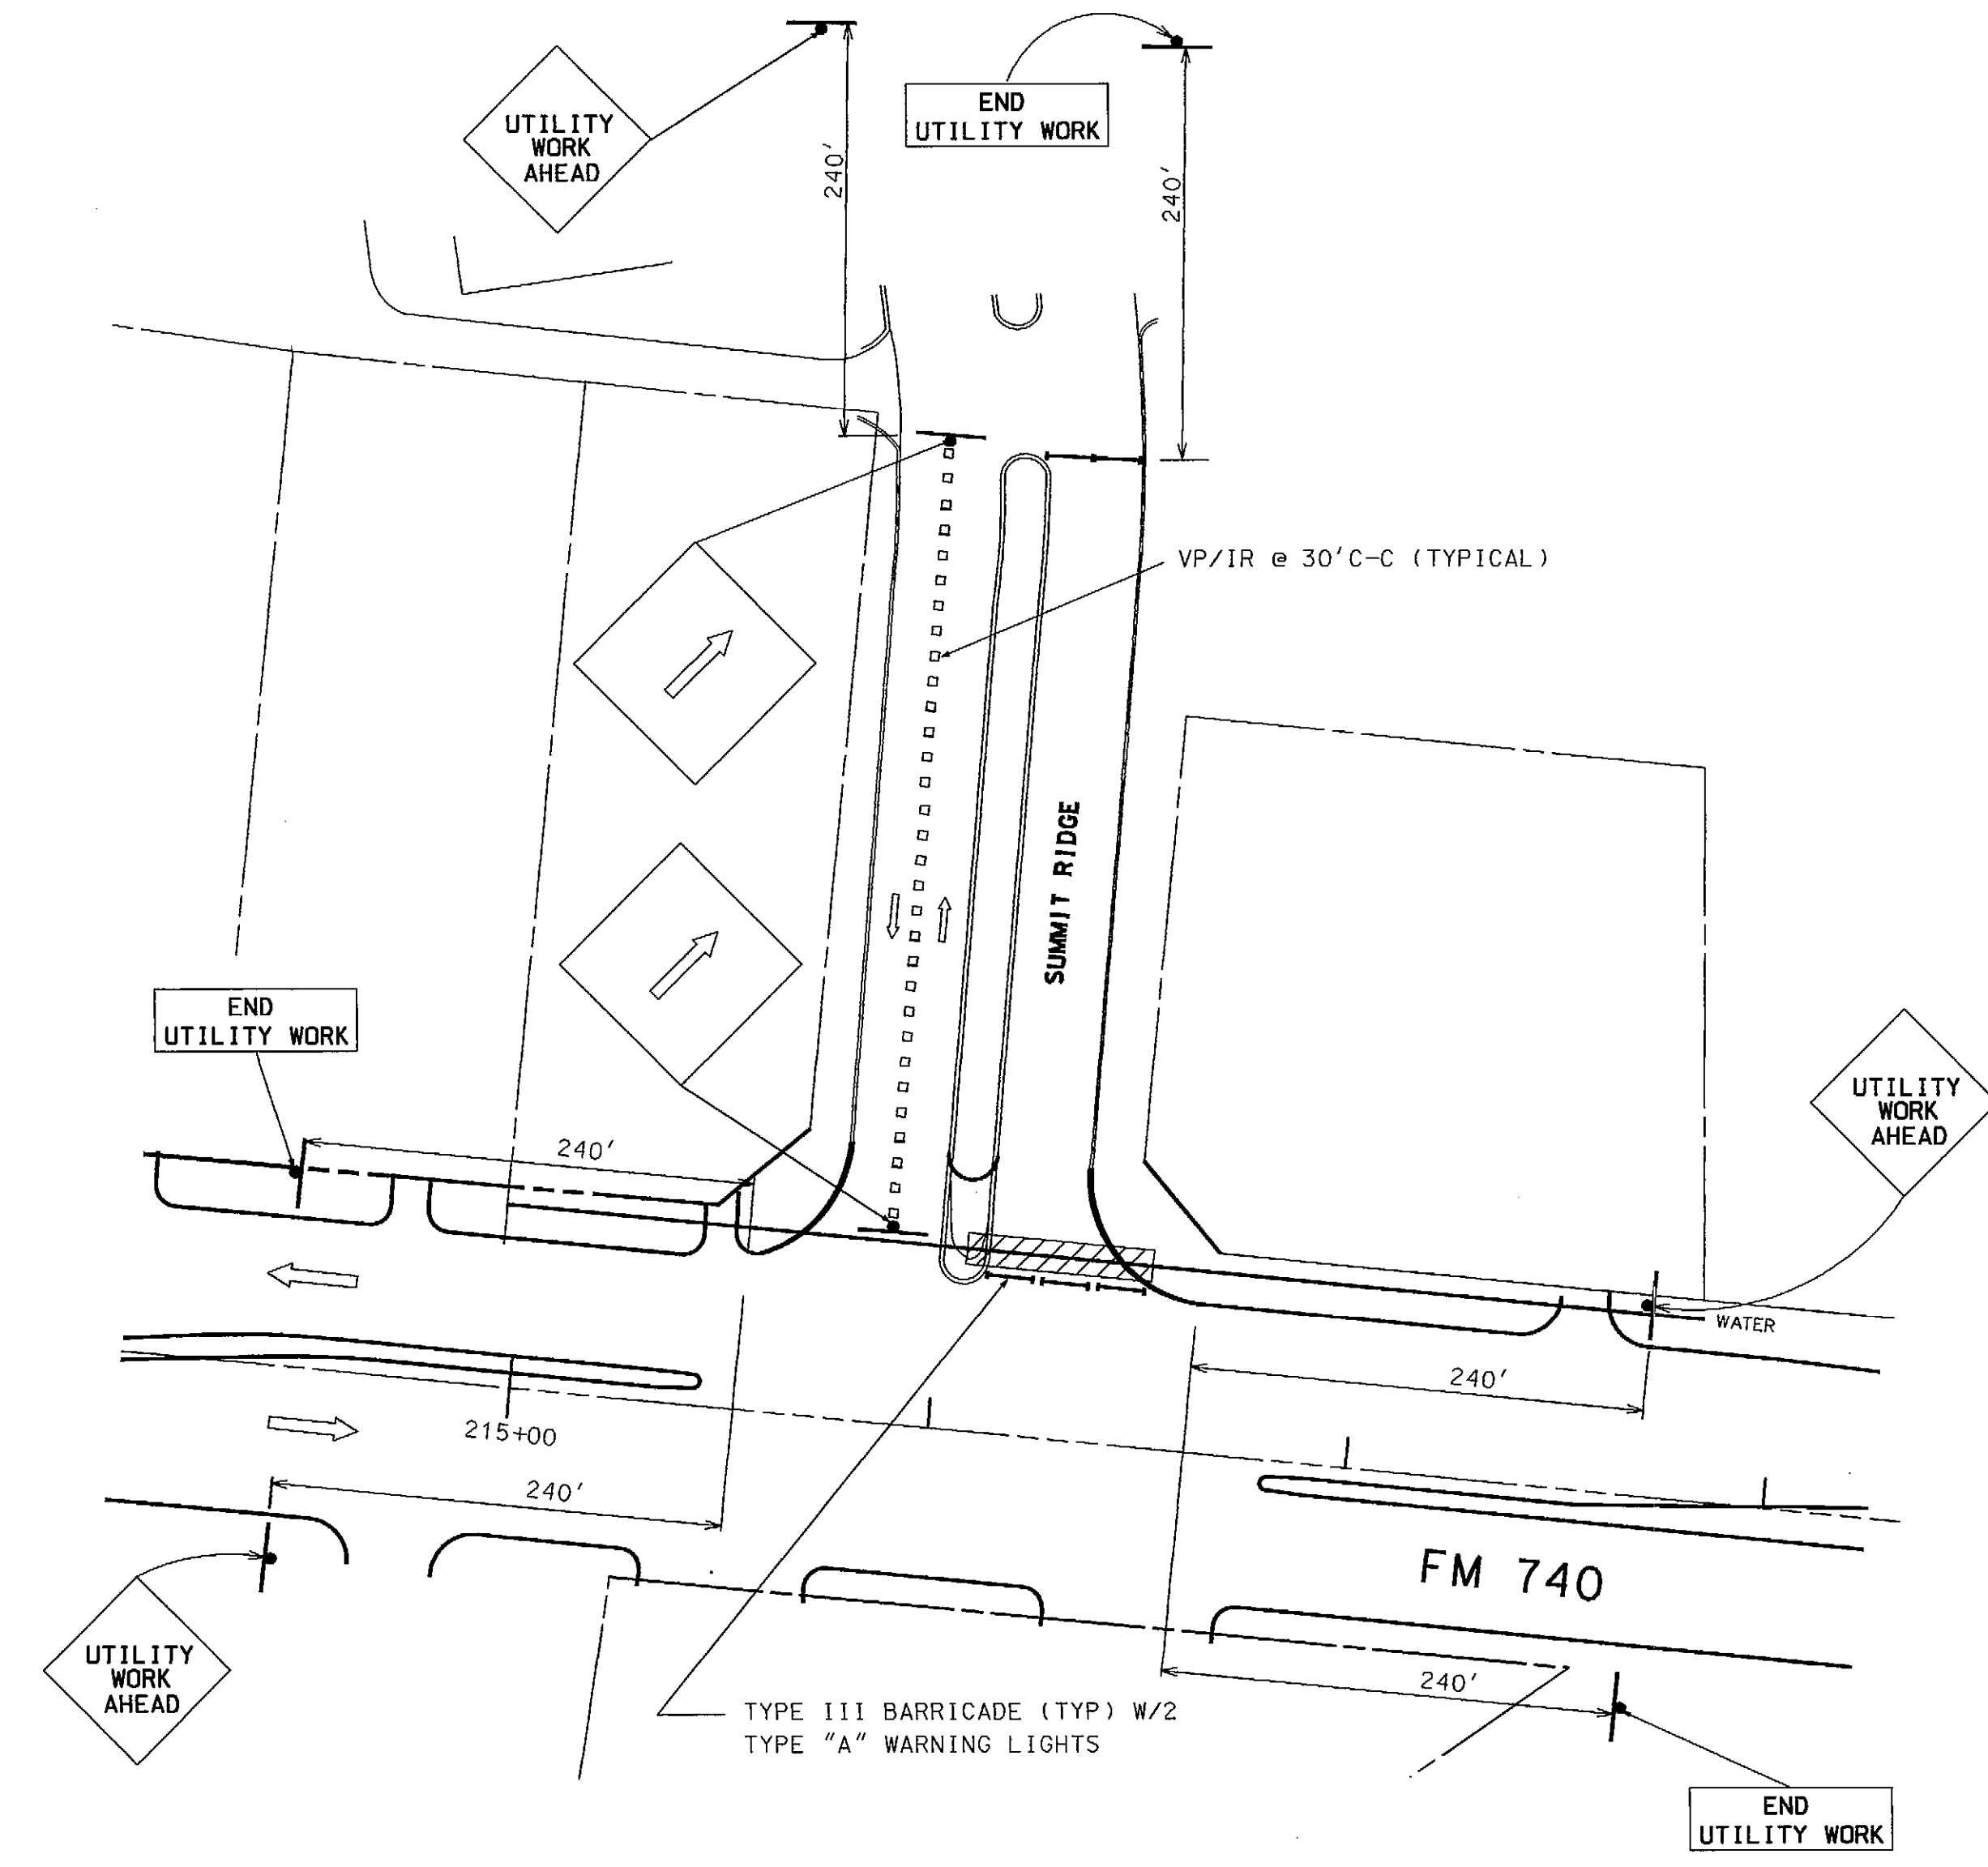 UTILITY
WORK
AHEAD
END
UTILITY WORK
240'
240'
VP/IR @ 30'C-C (TYPICAL)
SUMMIT RIDGE
END
UTILITY WORK
UTILITY
WORK
AHEAD
240'
WATER
240'
215+00
240'
FM 740
UTILITY
WORK
AHEAD
240'
TYPE III BARRICADE (TYP) W/2
TYPE "A" WARNING LIGHTS
END
UTILITY WORK